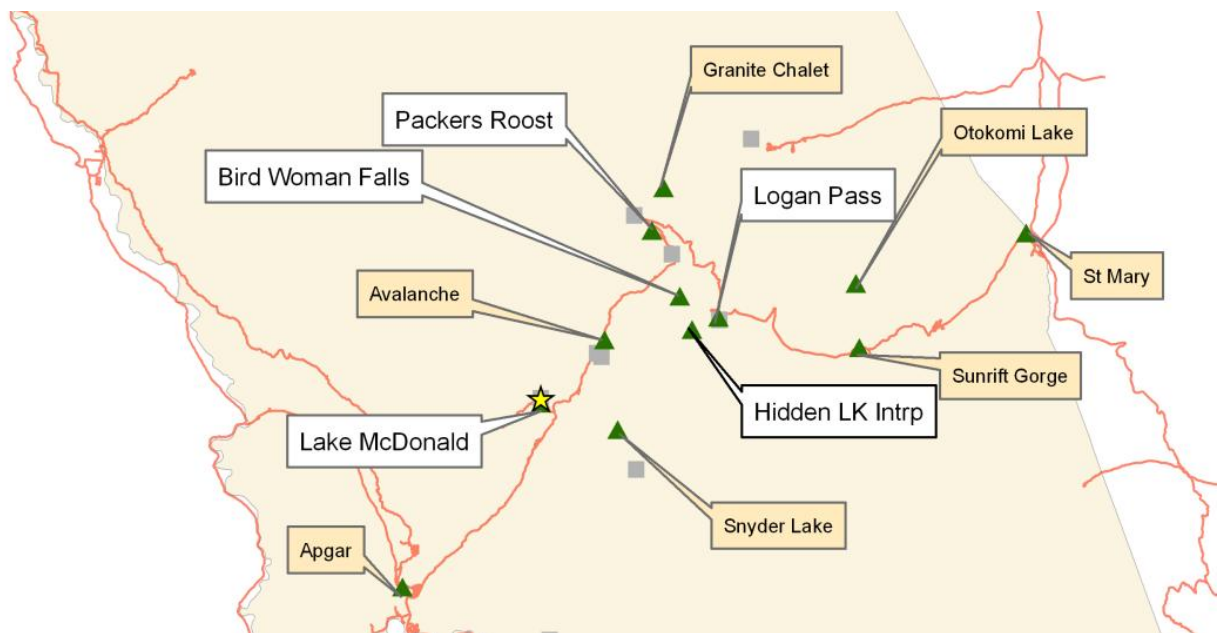 Granite Chalet
Packers Roost
Otokomi Lake
Bird Woman Falls
Logan Pass
St Mary
Avalanche
Sunrift Gorge
Hidden LK Intrp
Lake McDonald
Snyder Lake
Apgar